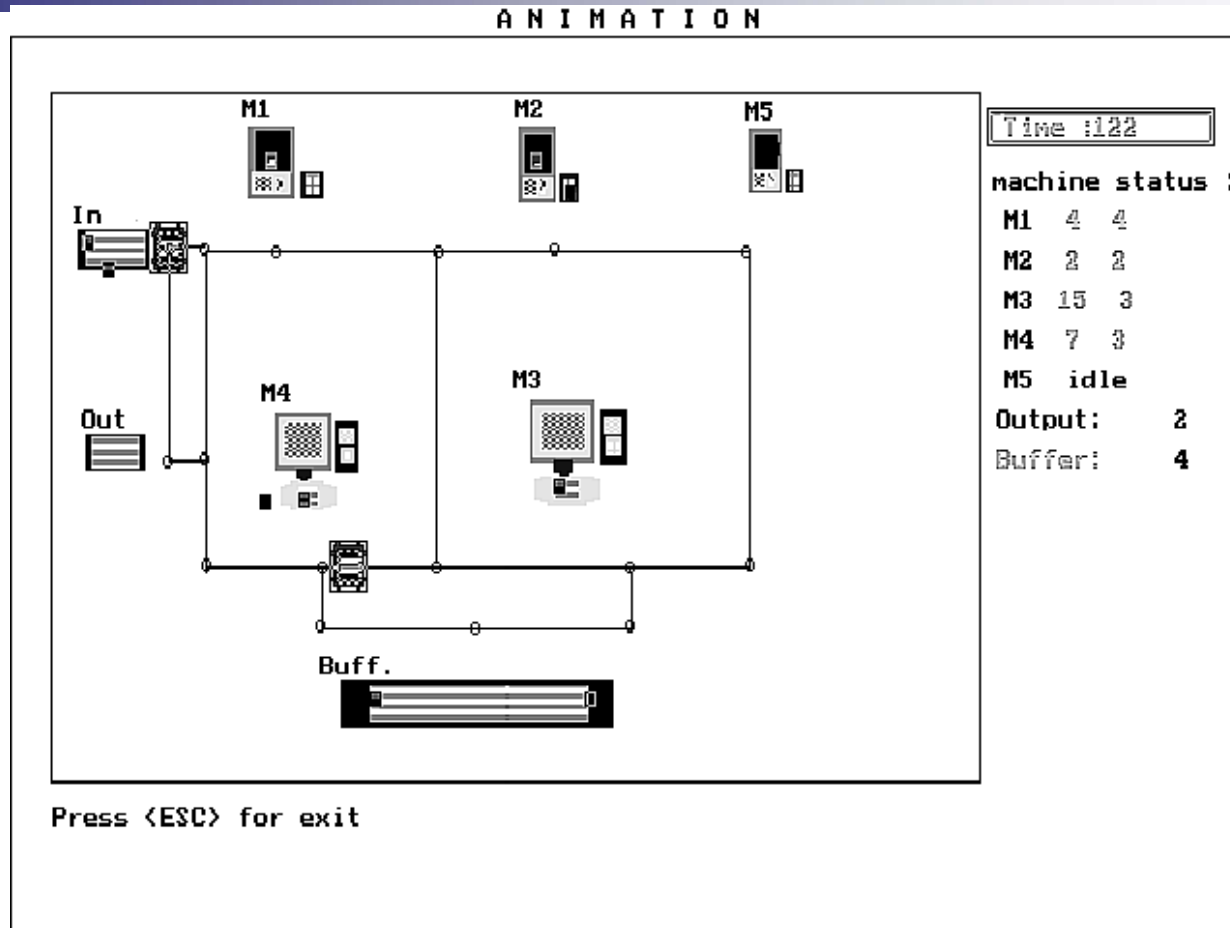 A N I M A T I O N
M1
M2
M5
In
M4
M3
Out
Buff.
Time :122
machine status
M1 4 4
M2 2 2
M3 15 3
M4 7 3
M5 idle
Output: 2
Buffer: 4
Press <ESC> for exit